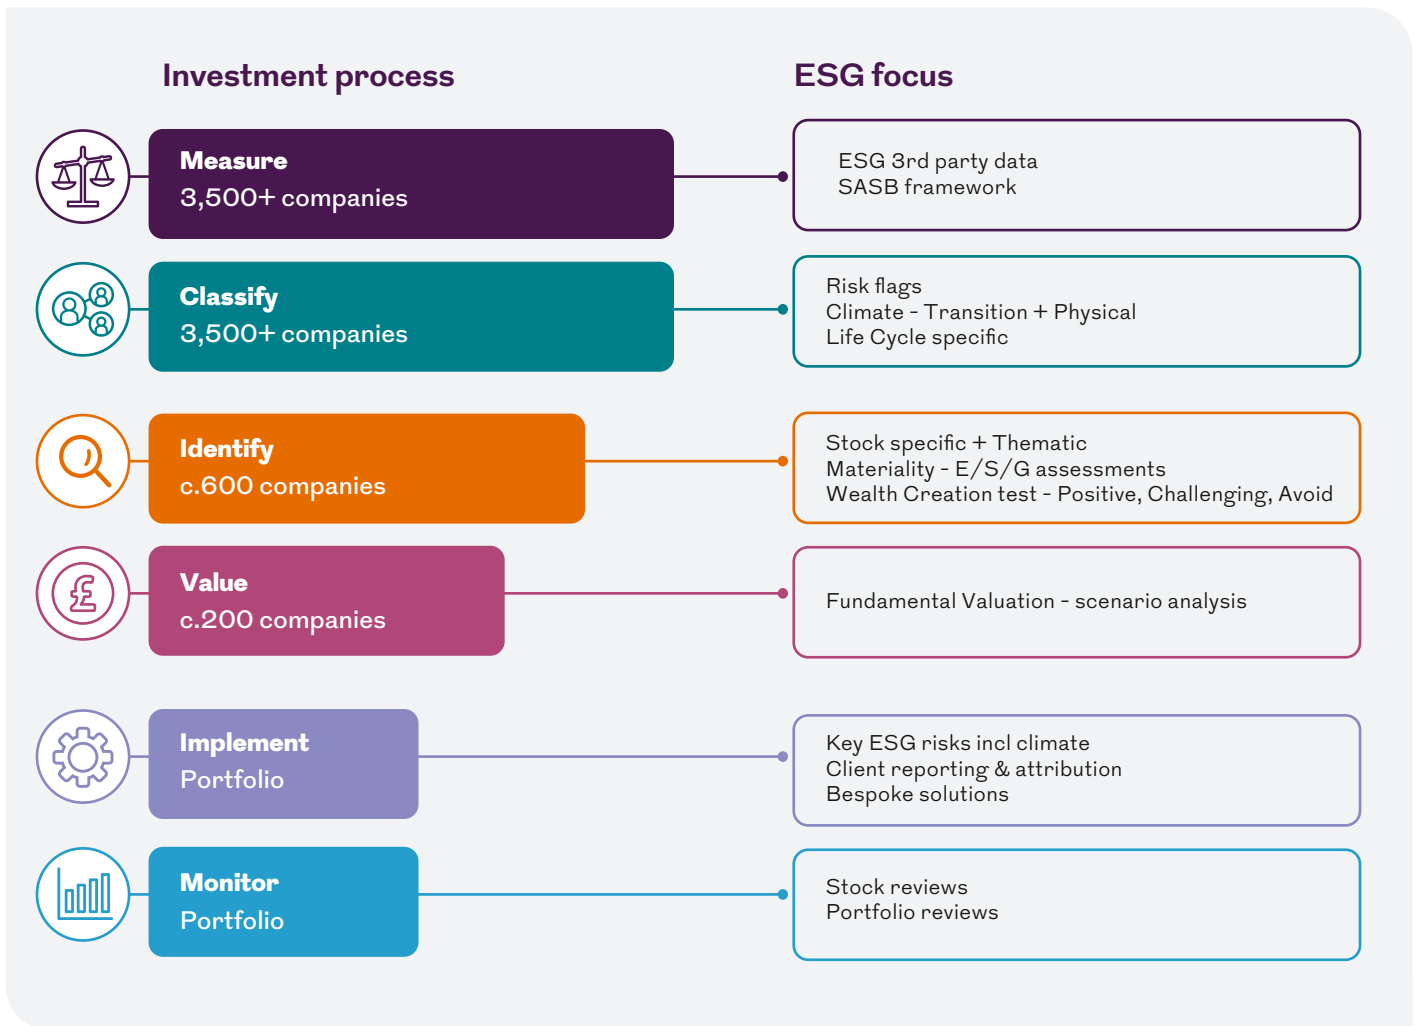 Investment process
ESG focus
Measure
3,500+ companies
ESG 3rd party data
SASB framework
Classify
3,500+ companies
Risk flags
Climate - Transition + Physical
Life Cycle specific
Identify
c.600 companies
Stock specific + Thematic
Materiality - E/S/G assessments
Wealth Creation test - Positive, Challenging, Avoid
£
Value
c.200 companies
Fundamental Valuation - scenario analysis
Implement
Portfolio
Key ESG risks incl climate
Client reporting & attribution
Bespoke solutions
Monitor
Portfolio
Stock reviews
Portfolio reviews